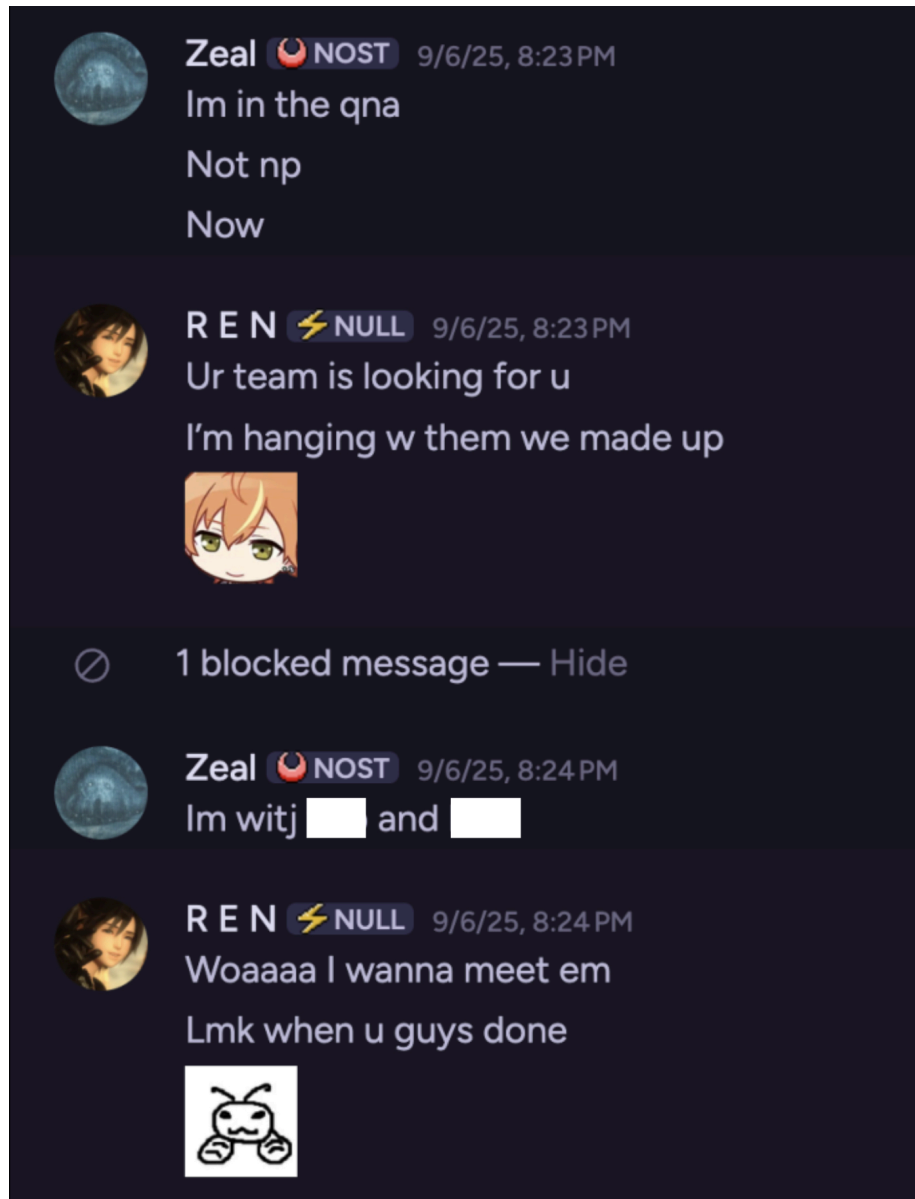 Zeal NOST 9/6/25, 8:23 PM
Im in the qna
Not np
Now
R E N NULL 9/6/25, 8:23 PM
Ur team is looking for u
I'm hanging w them we made up
1 blocked message — Hide
Zeal NOST 9/6/25, 8:24 PM
Im witj and
R E N NULL 9/6/25, 8:24 PM
Woaaaa I wanna meet em
Lmk when u guys done